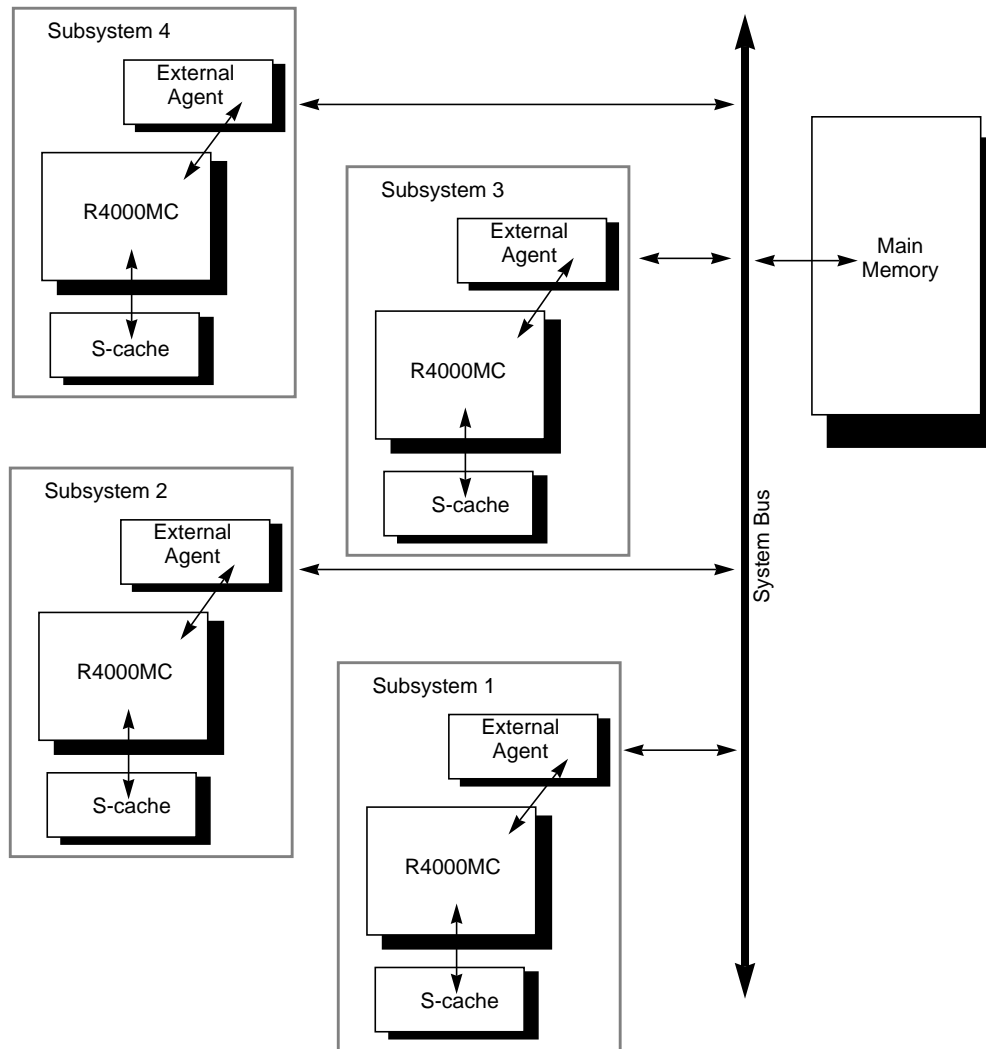 Subsystem 4
External
Agent
R4000MC
S-cache
Subsystem 3
External
Agent
R4000MC
S-cache
Main
Memory
Subsystem 2
External
Agent
R4000MC
S-cache
System Bus
Subsystem 1
External
Agent
R4000MC
S-cache